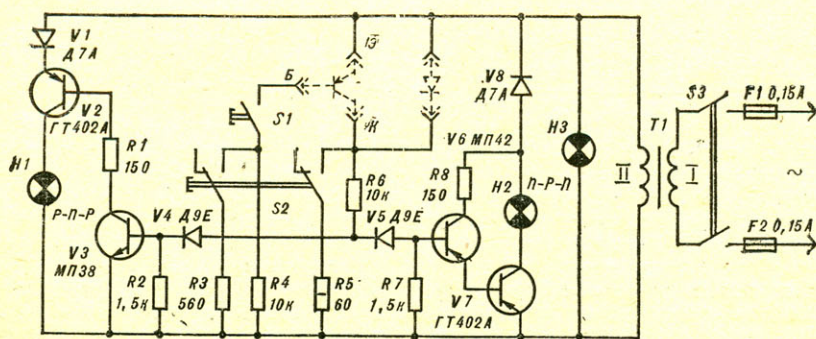 V1
Д7А
V2
ГТ402А
R1
150
H1
P-П-P
V3
МП38
V4 Д9Е
R2
1,5к
R3
560
R4
10к
R5
60
Б
S1
S2
Э
К
R6
10к
V5 Д9Е
R7
1,5к
V6 МП42
R8
150
V8
Д7А
H2
П-P-П
V7
ГТ402А
H3
II
T1
I
S3
F1 0,15А
~
F2 0,15А